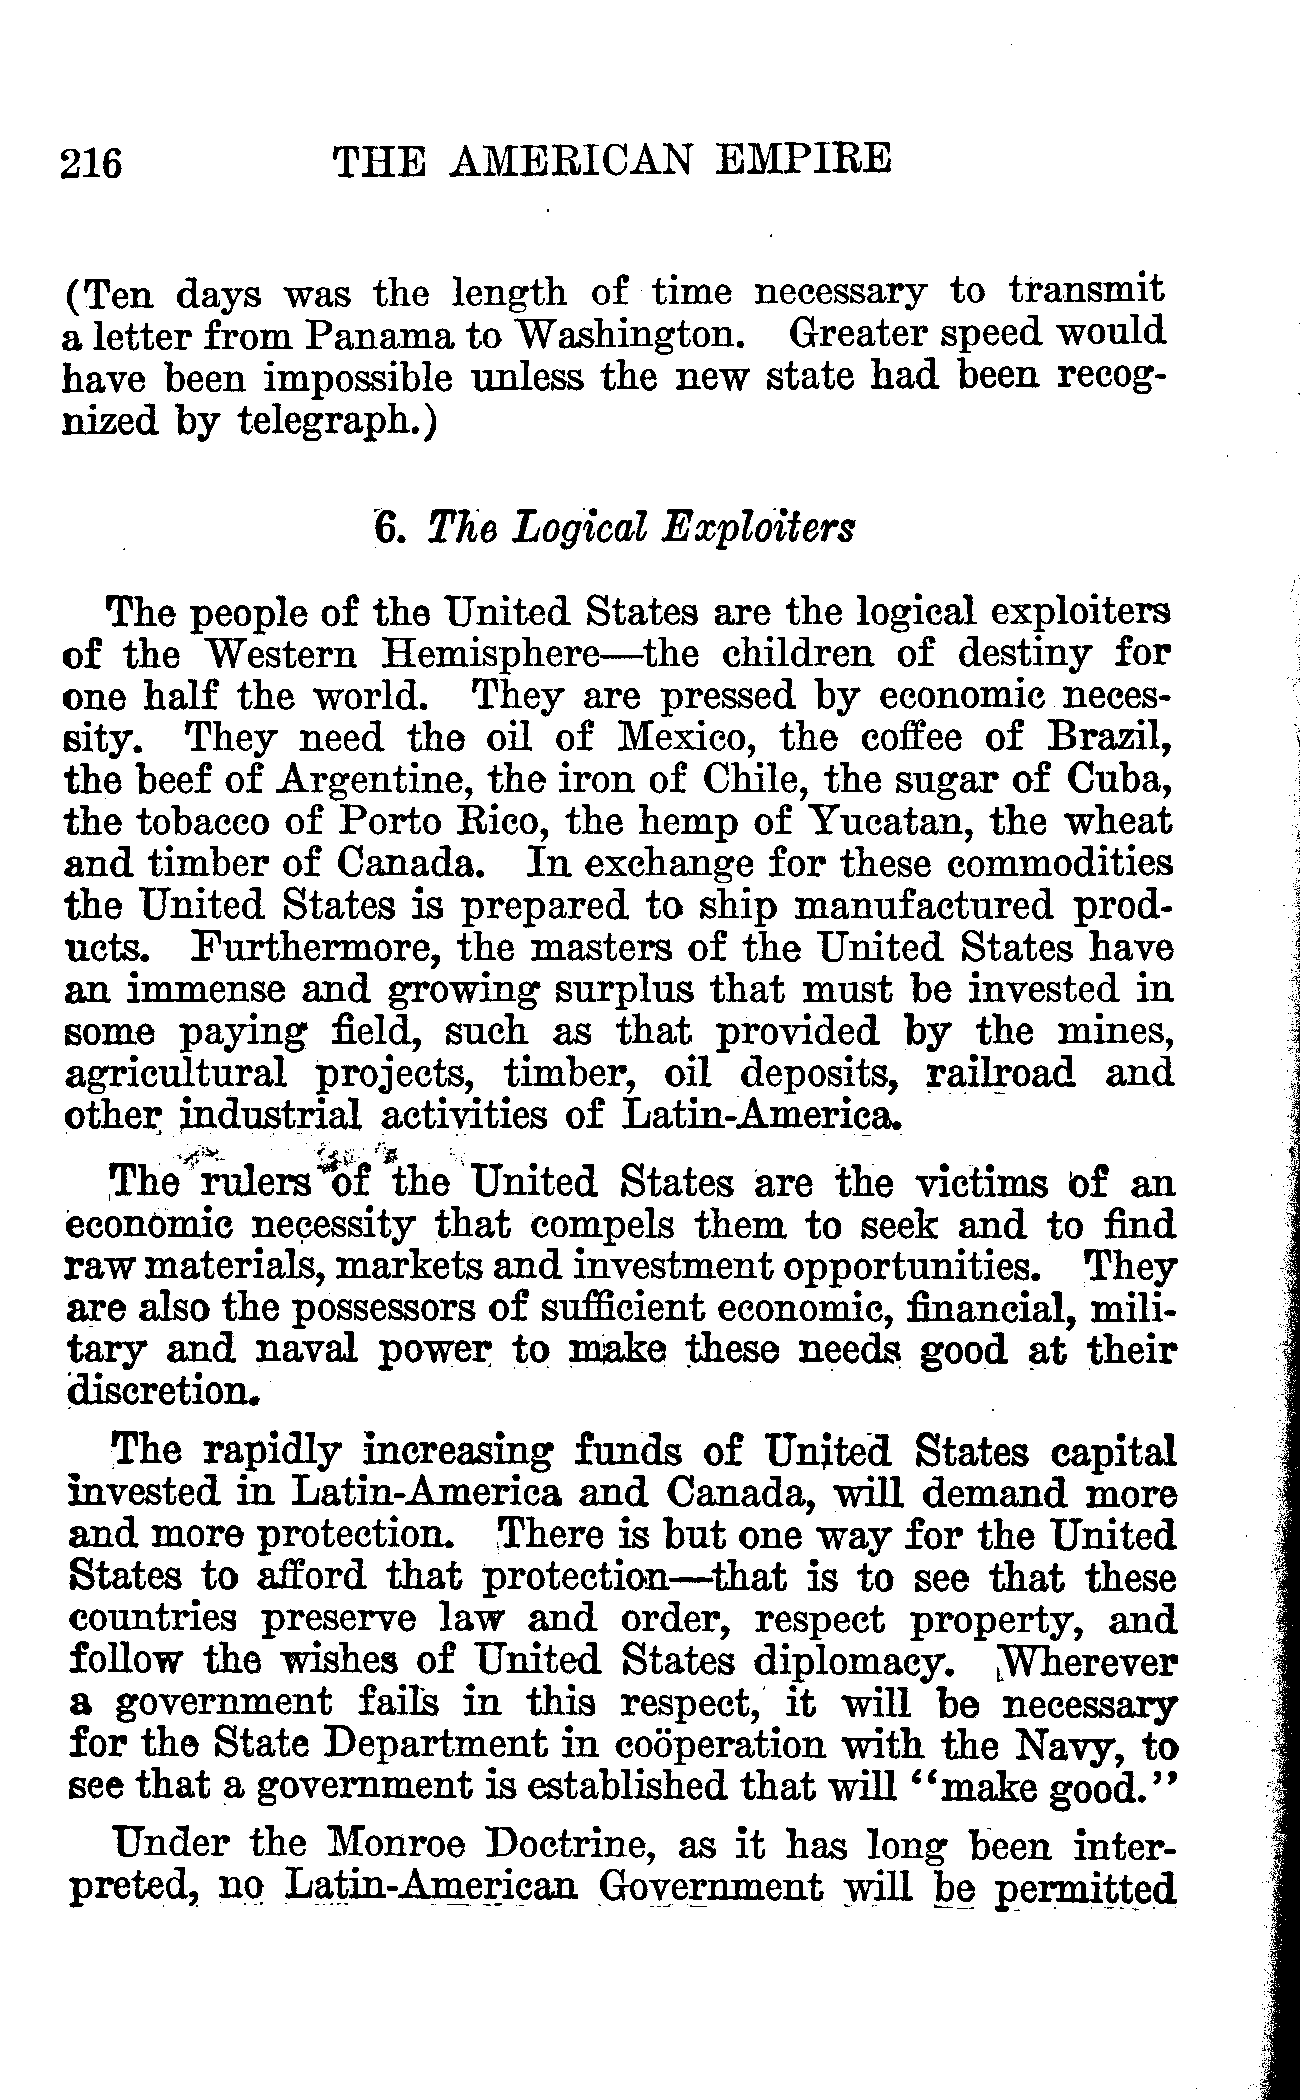 216 THE AMERICAN EMPIRE
(Ten days was the length of time necessary to transmit
a letter from Panama to Washington. Greater speed would
have been impossible unless the new state had been recog-
nized by telegraph.)
6. The Logical Exploiters
The people of the United States are the logical exploiters
of the Western Hemisphere—the children of destiny for
one half the world. They are pressed by economic neces-
sity. They need the oil of Mexico, the coffee of Brazil,
the beef of Argentine, the iron of Chile, the sugar of Cuba,
the tobacco of Porto Rico, the hemp of Yucatan, the wheat
and timber of Canada. In exchange for these commodities
the United States is prepared to ship manufactured prod-
ucts. Furthermore, the masters of the United States have
an immense and growing surplus that must be invested in
some paying field, such as that provided by the mines,
agricultural projects, timber, oil deposits, railroad and
other industrial activities of Latin-America.
The rulers of the United States are the victims of an
economic necessity that compels them to seek and to find
raw materials, markets and investment opportunities. They
are also the possessors of sufficient economic, financial, mili-
tary and naval power to make these needs good at their
discretion.
The rapidly increasing funds of United States capital
invested in Latin-America and Canada, will demand more
and more protection. There is but one way for the United
States to afford that protection—that is to see that these
countries preserve law and order, respect property, and
follow the wishes of United States diplomacy. Wherever
a government fails in this respect, it will be necessary
for the State Department in coöperation with the Navy, to
see that a government is established that will "make good."
Under the Monroe Doctrine, as it has long been inter-
preted, no Latin-American Government will be permitted